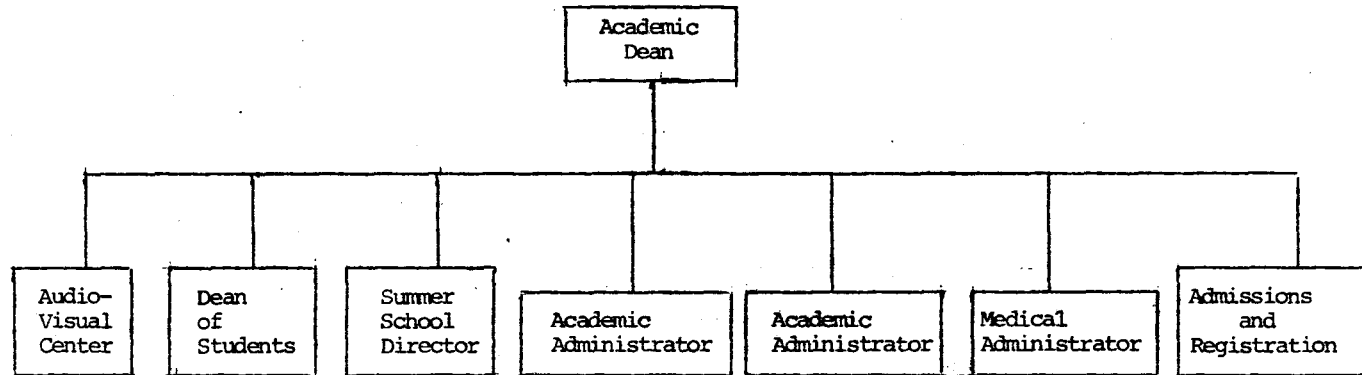 Academic
Dean
Audio-
Visual
Center
Dean
of
Students
Summer
School
Director
Academic
Administrator
Academic
Administrator
Medical
Administrator
Admissions
and
Registration